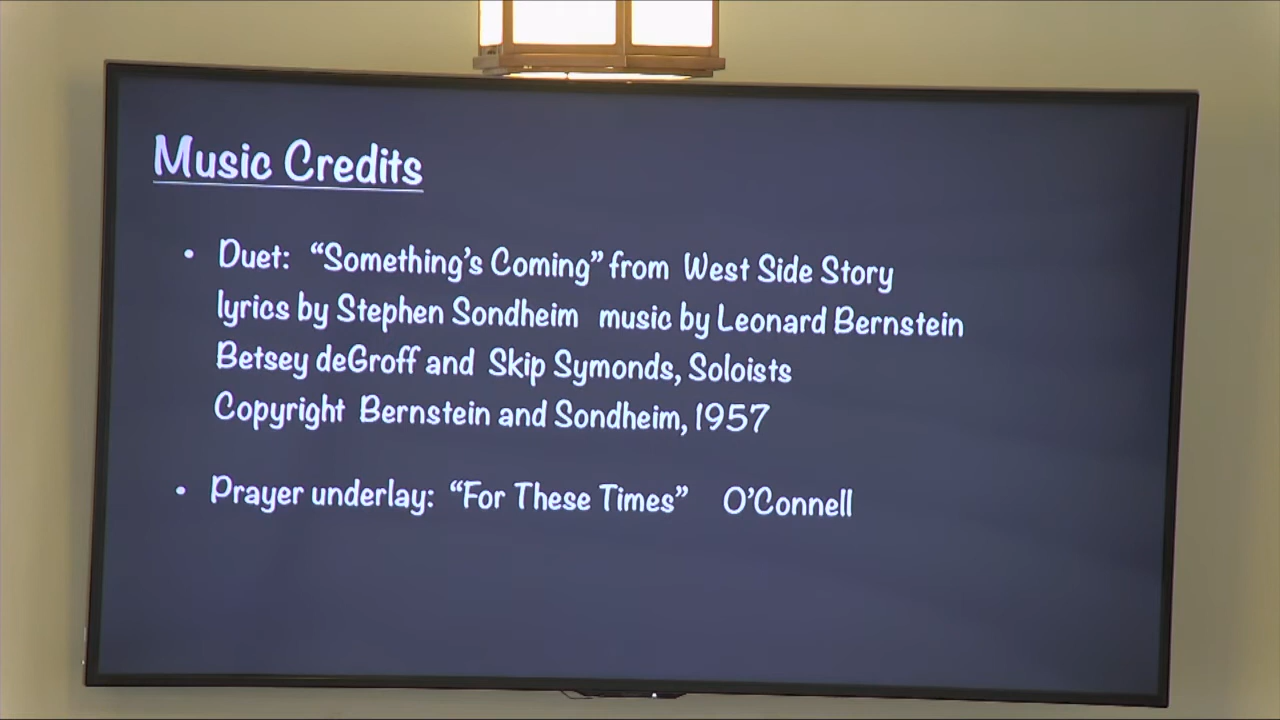 Music Credits
• Duet: “Something’s Coming” from West Side Story
lyrics by Stephen Sondheim music by Leonard Bernstein
Betsey deGroff and Skip Symonds, Soloists
Copyright Bernstein and Sondheim, 1957
• Prayer underlay: “For These Times” O’Connell